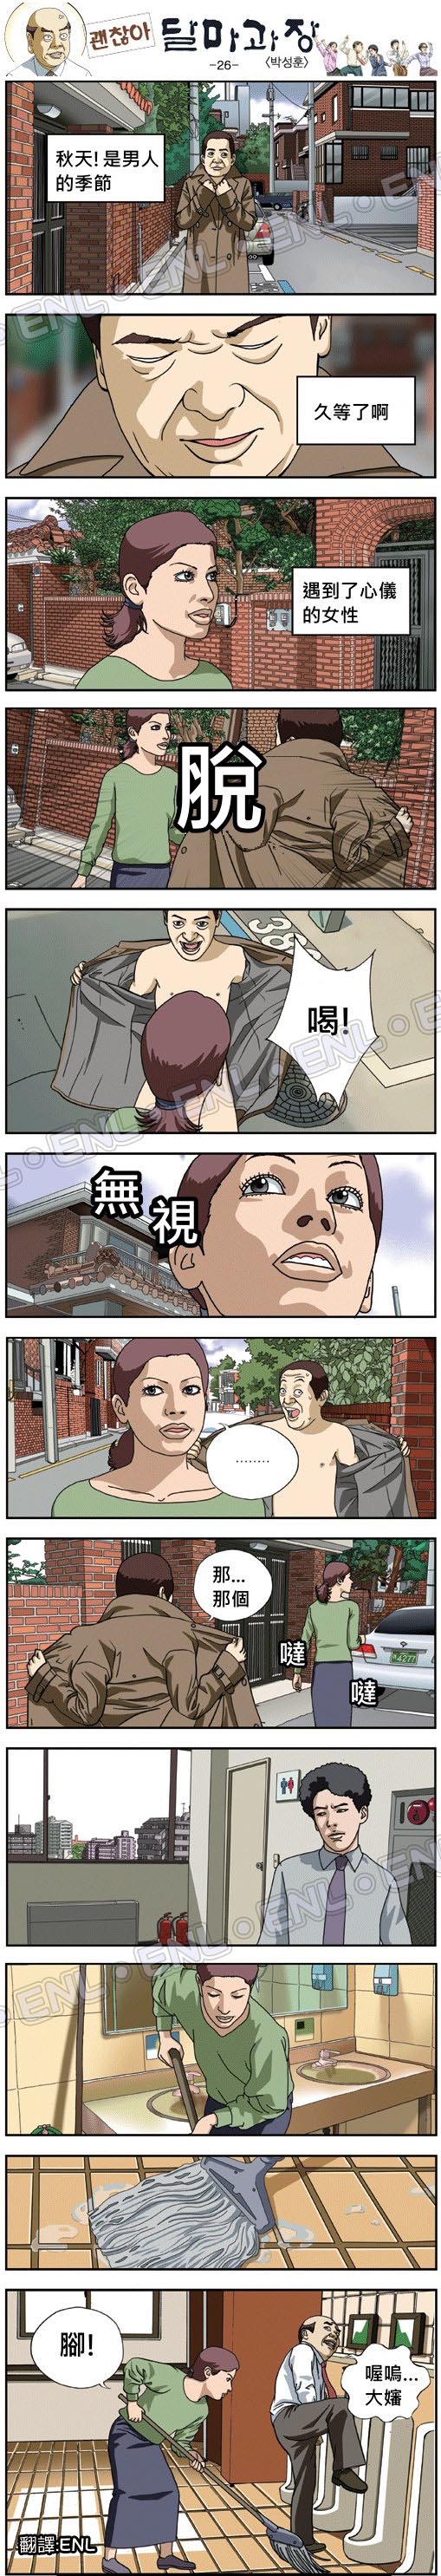 괜찮아 달마과장
-26-
<박성훈>
秋天! 是男人
的季節
久等了啊
遇到了心儀
的女性
脫
喝!
無視
........
那...
那個
噠
噠
腳!
喔嗚...
大嬸
翻譯:ENL
ENL